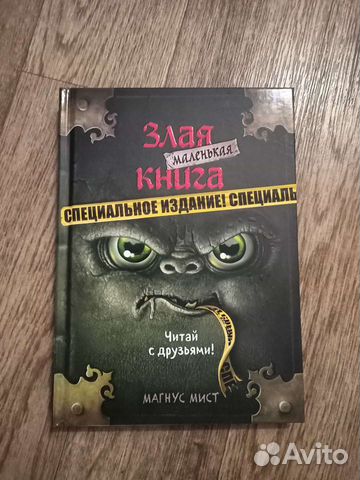 Злая
маленькая
книга
СПЕЦИАЛЬНОЕ ИЗДАНИЕ! СПЕЦИАЛЬ
Читай
с друзьями!
МАГНУС МИСТ
Avito